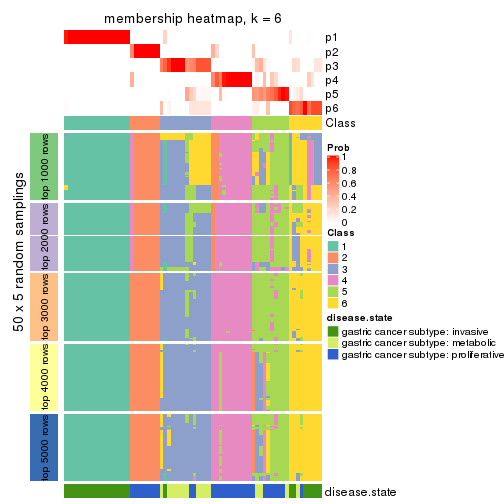 membership heatmap, k = 6
p1
p2
p3
p4
p5
p6
Class
50 x 5 random samplings
top 1000 rows
top 2000 rows
top 3000 rows
top 4000 rows
top 5000 rows
Prob
1
0.8
0.6
0.4
0.2
0
Class
1
2
3
4
5
6
disease.state
gastric cancer subtype: invasive
gastric cancer subtype: metabolic
gastric cancer subtype: proliferative
disease.state